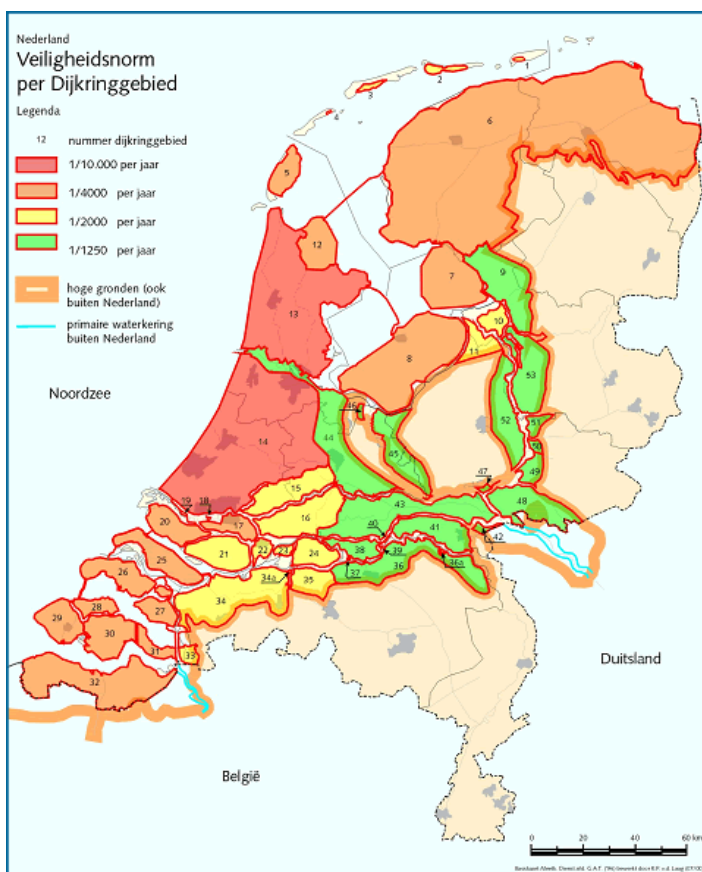 Nederland
Veiligheidsnorm
per Dijkringgebied
Legenda
12 nummer dijkringgebied
1/10.000 per jaar
1/4000 per jaar
1/2000 per jaar
1/1250 per jaar
hoge gronden (ook
buiten Nederland)
primaire waterkering
buiten Nederland
1
2
3
4
5
6
12
7
9
13
10
11
8
53
Noordzee
46
52
51
44
14
45
50
49
47
15
48
19
18
43
16
20
17
40
41
42
21
22
23
24
38
39
25
34a
37
36
36a
26
35
28
27
34
29
30
31
33
32
Duitsland
België
0 20 40 60 km